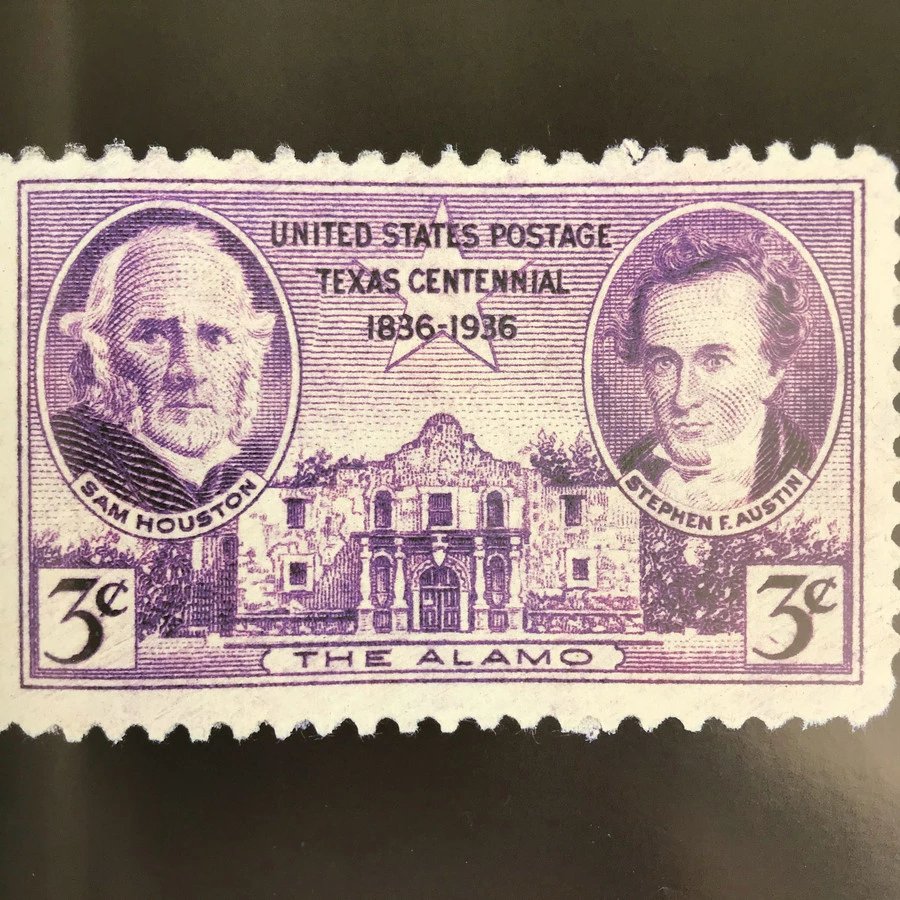 UNITED STATES POSTAGE
TEXAS CENTENNIAL
1836-1936
SAM HOUSTON
STEPHEN F. AUSTIN
3¢
3¢
THE ALAMO